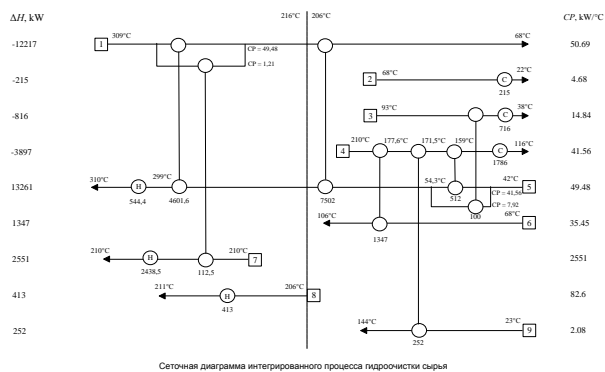 ΔH, kW 216°C 206°C CP, kW/°C
-12217 1 309°C 68°C 50.69
CP = 49,48
CP = 1,21
-215 2 68°C C 22°C 4.68
215
-816 3 93°C C 38°C 14.84
716
-3897 4 210°C 177,6°C 171,5°C 159°C C 116°C 41.56
1786
13261 310°C H 299°C 54,3°C 42°C 5 49.48
CP = 41,56
544,4 4601,6 7502 512
CP = 7,92
100
1347 106°C 68°C 6 35.45
1347
2551 210°C H 210°C 7 2551
2438,5 112,5
413 211°C H 206°C 8 82.6
413
252 144°C 23°C 9 2.08
252
Сеточная диаграмма интегрированного процесса гидроочистки сырья